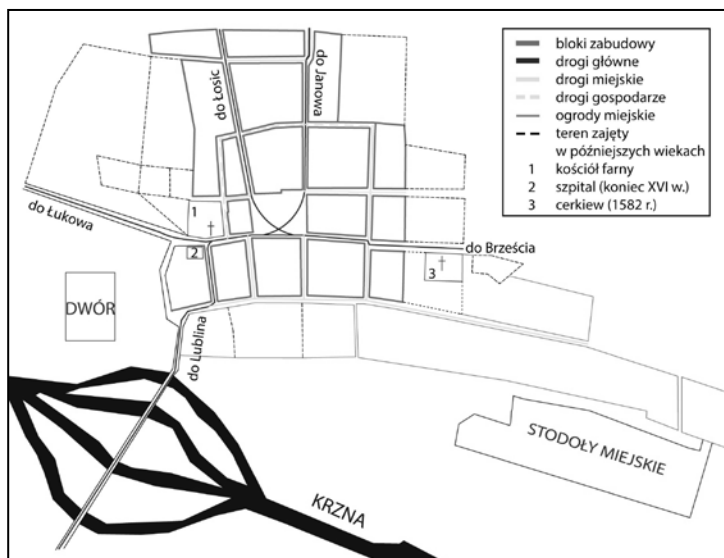 do Łosic
do Janowa
bloki zabudowy
drogi główne
drogi miejskie
drogi gospodarze
ogrody miejskie
teren zajęty
w późniejszych wiekach
1 kościół farny
2 szpital (koniec XVI w.)
3 cerkiew (1582 r.)
do Łukowa
1
2
do Brześcia
3
DWÓR
do Lublina
STODOŁY MIEJSKIE
KRZNA